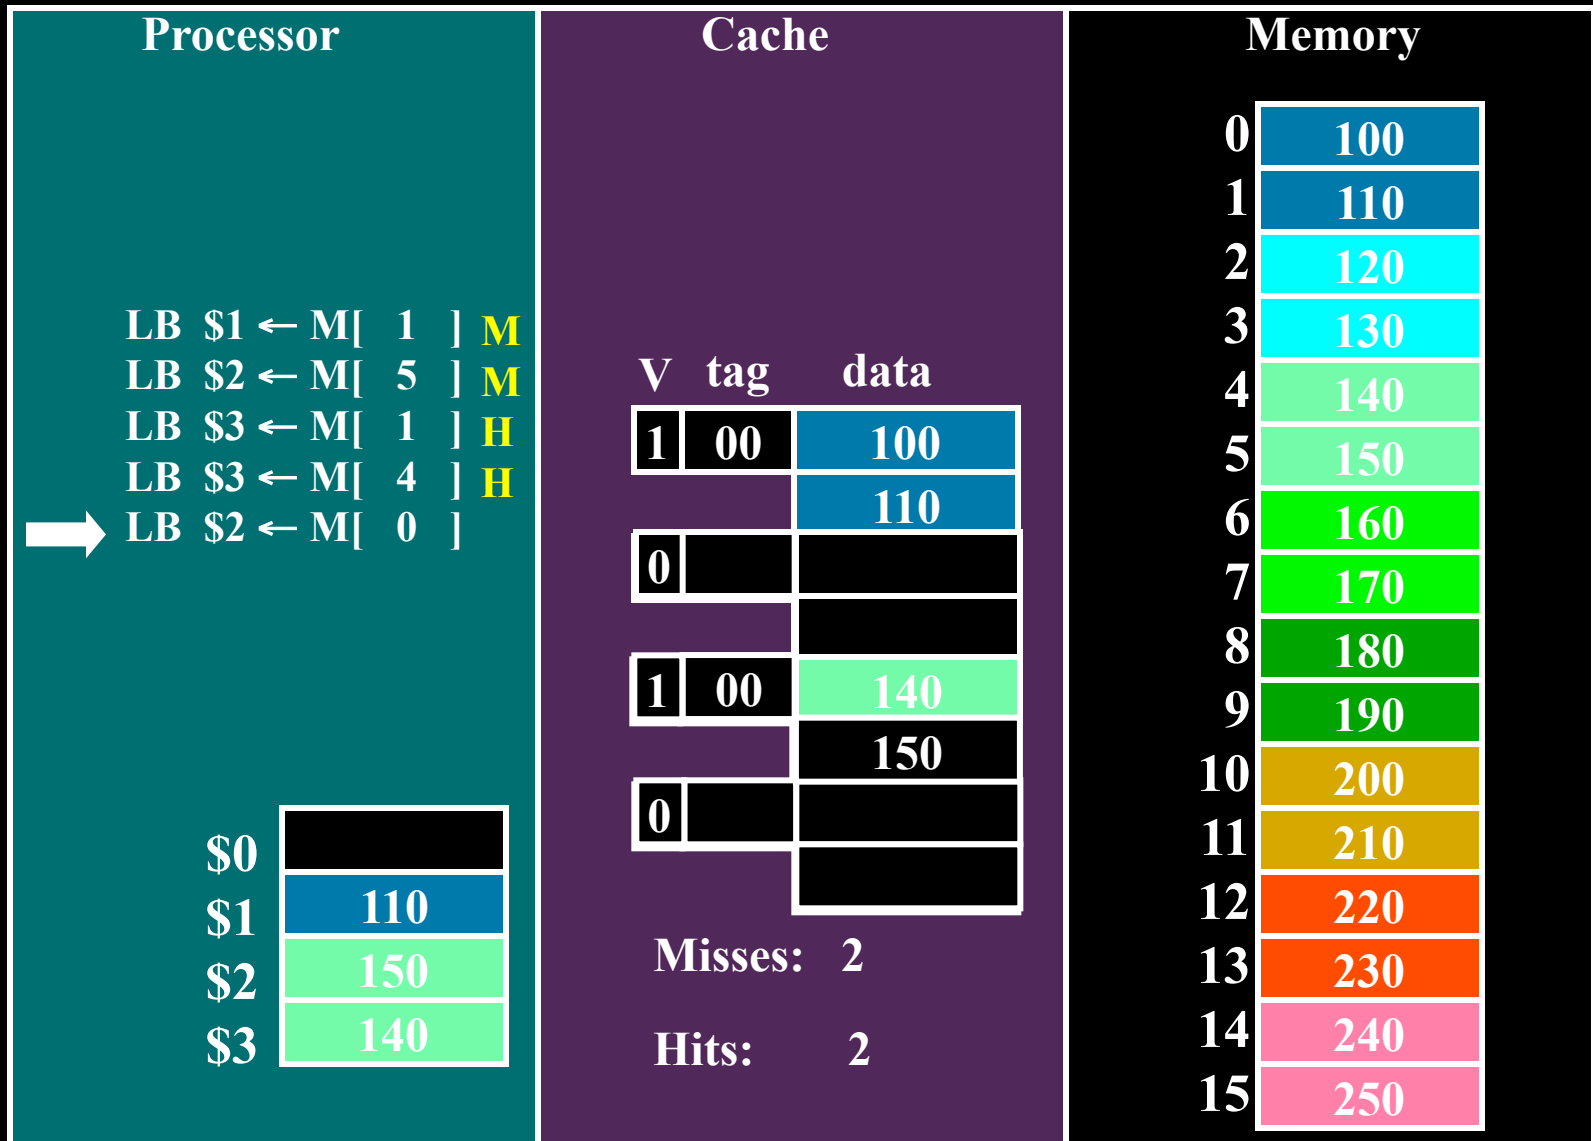 Processor
LB $1 ← M[ 1 ] M
LB $2 ← M[ 5 ] M
LB $3 ← M[ 1 ] H
LB $3 ← M[ 4 ] H
LB $2 ← M[ 0 ]
$0
$1 110
$2 150
$3 140
Cache
V tag data
1 00 100
110
0
1 00 140
150
0
Misses: 2
Hits: 2
Memory
0 100
1 110
2 120
3 130
4 140
5 150
6 160
7 170
8 180
9 190
10 200
11 210
12 220
13 230
14 240
15 250